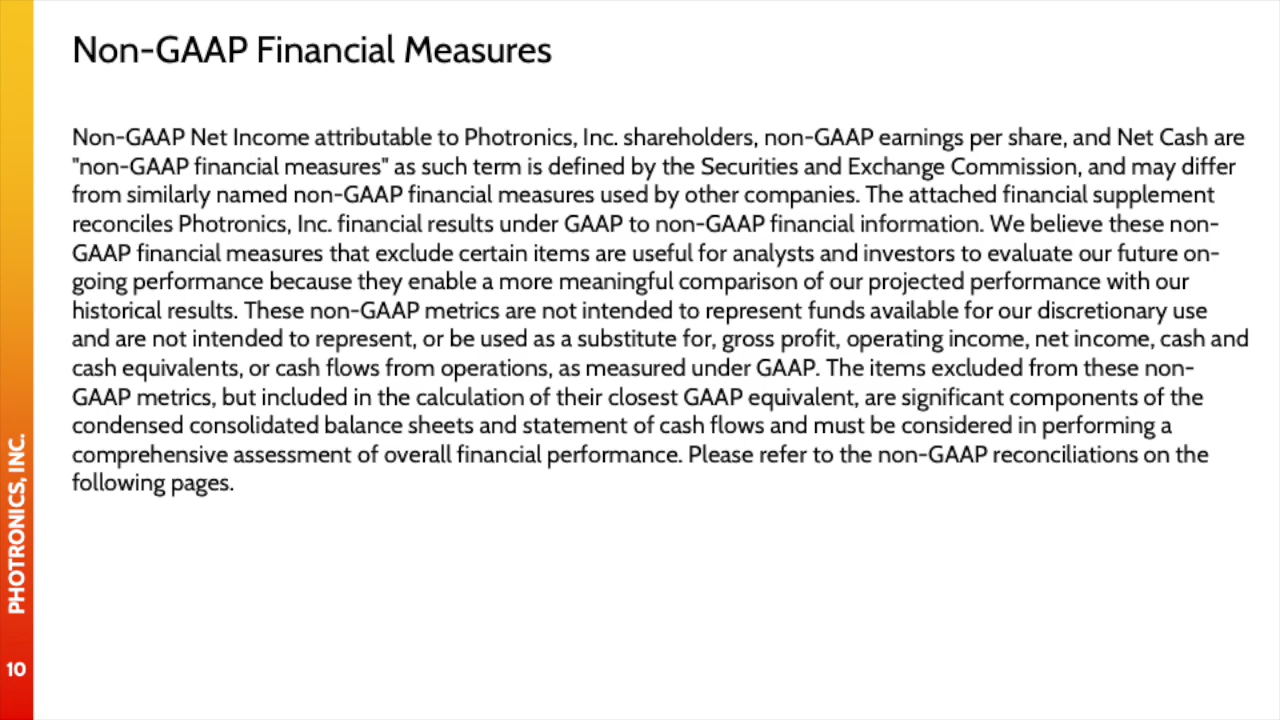 Non-GAAP Financial Measures
Non-GAAP Net Income attributable to Photronics, Inc. shareholders, non-GAAP earnings per share, and Net Cash are
"non-GAAP financial measures" as such term is defined by the Securities and Exchange Commission, and may differ
from similarly named non-GAAP financial measures used by other companies. The attached financial supplement
reconciles Photronics, Inc. financial results under GAAP to non-GAAP financial information. We believe these non-
GAAP financial measures that exclude certain items are useful for analysts and investors to evaluate our future on-
going performance because they enable a more meaningful comparison of our projected performance with our
historical results. These non-GAAP metrics are not intended to represent funds available for our discretionary use
and are not intended to represent, or be used as a substitute for, gross profit, operating income, net income, cash and
cash equivalents, or cash flows from operations, as measured under GAAP. The items excluded from these non-
GAAP metrics, but included in the calculation of their closest GAAP equivalent, are significant components of the
condensed consolidated balance sheets and statement of cash flows and must be considered in performing a
comprehensive assessment of overall financial performance. Please refer to the non-GAAP reconciliations on the
following pages.
PHOTRONICS, INC.
10